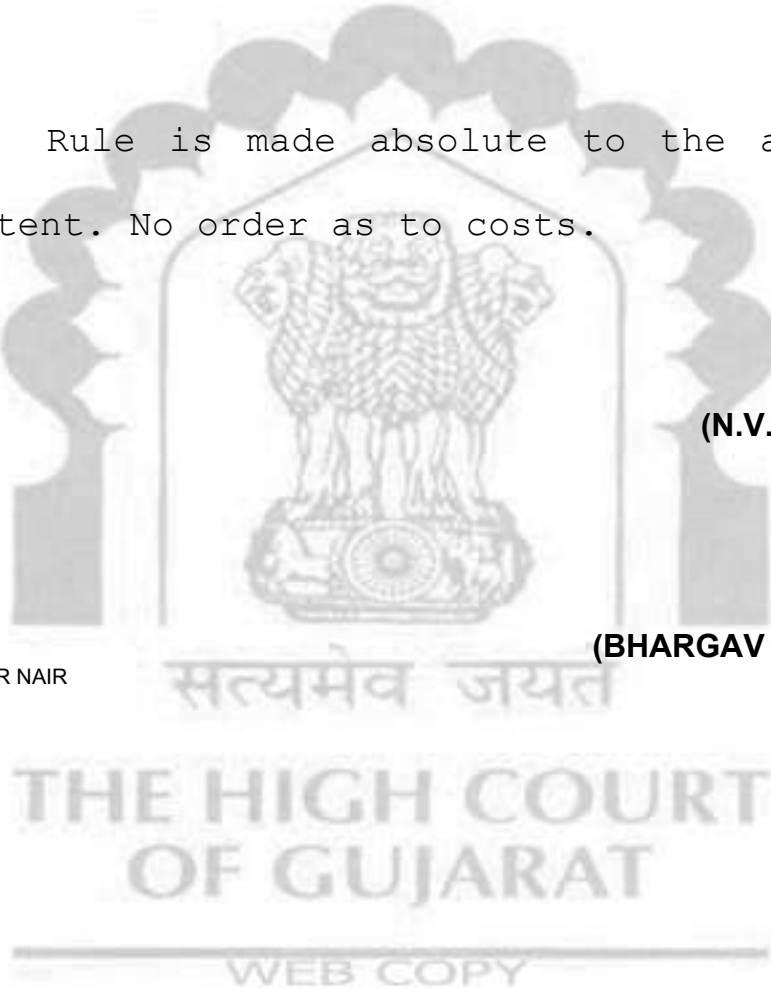 Rule is made absolute to the a
tent. No order as to costs.
(N.V.
(BHARGAV
R NAIR
सत्यमेव जयते
THE HIGH COURT
OF GUJARAT
WEB COPY